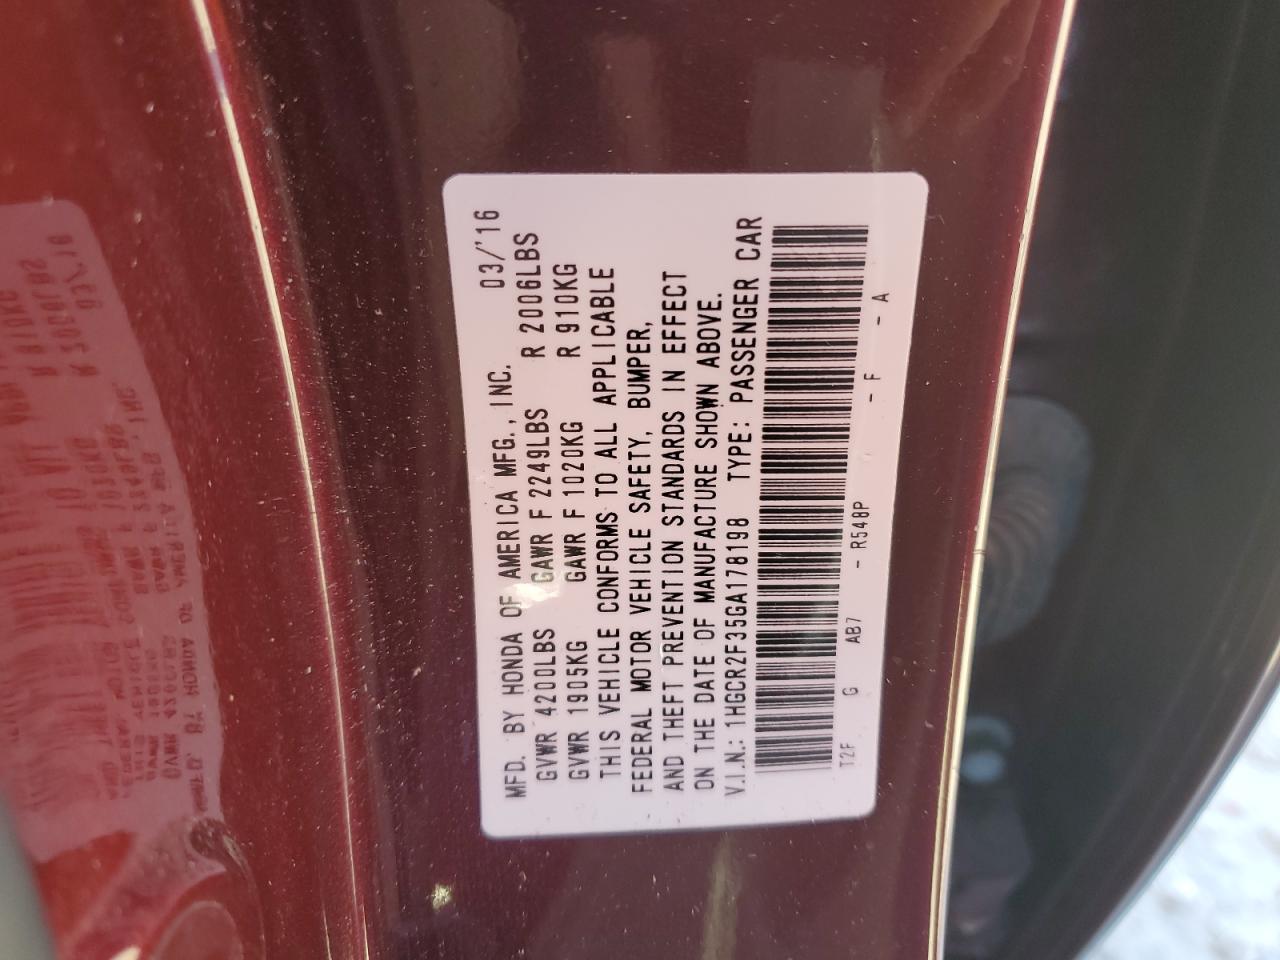 MFD. BY HONDA OF AMERICA MFG., INC. 03/'16
GVWR 4200LBS GAWR F 2249LBS R 2006LBS
GVWR 1905KG GAWR F 1020KG R 910KG
THIS VEHICLE CONFORMS TO ALL APPLICABLE
FEDERAL MOTOR VEHICLE SAFETY, BUMPER,
AND THEFT PREVENTION STANDARDS IN EFFECT
ON THE DATE OF MANUFACTURE SHOWN ABOVE.
V.I.N.: 1HGCR2F35GA178198 TYPE: PASSENGER CAR
T2F G AB7 - R548P - F - A